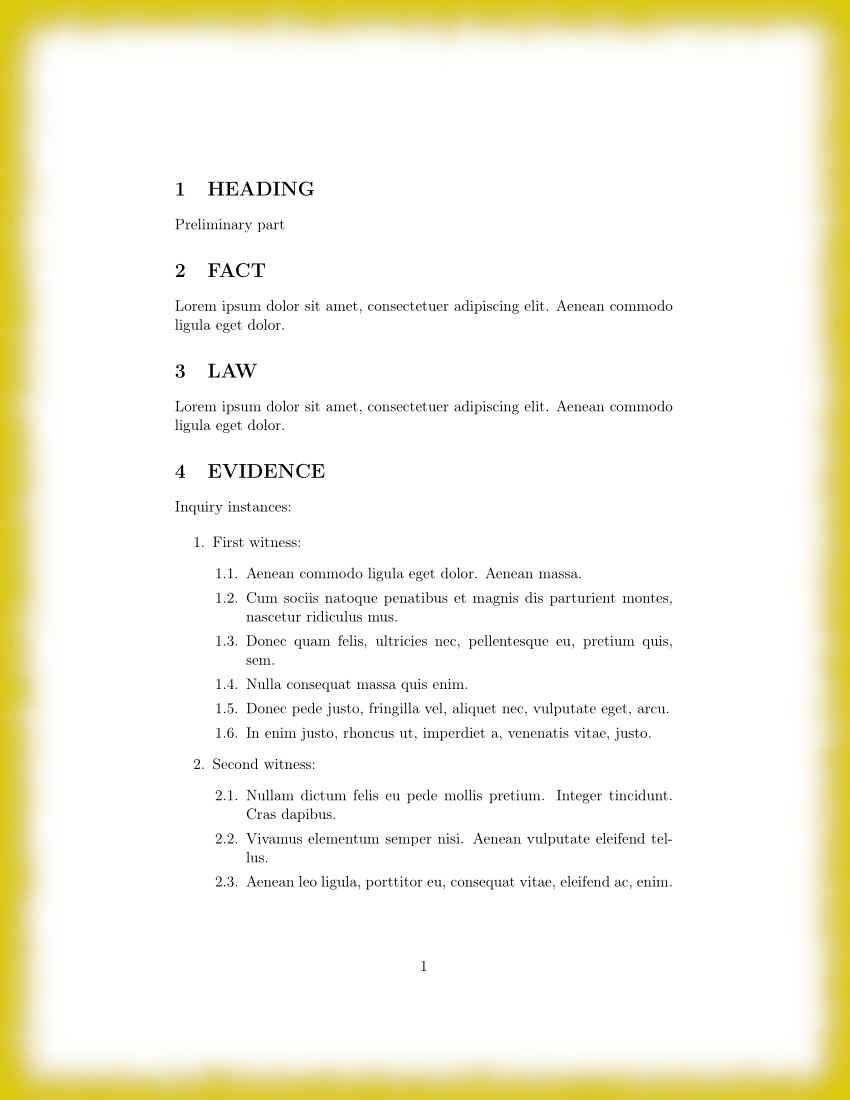 1 HEADING
Preliminary part
2 FACT
Lorem ipsum dolor sit amet, consectetuer adipiscing elit. Aenean commodo
ligula eget dolor.
3 LAW
Lorem ipsum dolor sit amet, consectetuer adipiscing elit. Aenean commodo
ligula eget dolor.
4 EVIDENCE
Inquiry instances:
1. First witness:
1.1. Aenean commodo ligula eget dolor. Aenean massa.
1.2. Cum sociis natoque penatibus et magnis dis parturient montes,
nascetur ridiculus mus.
1.3. Donec quam felis, ultricies nec, pellentesque eu, pretium quis,
sem.
1.4. Nulla consequat massa quis enim.
1.5. Donec pede justo, fringilla vel, aliquet nec, vulputate eget, arcu.
1.6. In enim justo, rhoncus ut, imperdiet a, venenatis vitae, justo.
2. Second witness:
2.1. Nullam dictum felis eu pede mollis pretium. Integer tincidunt.
Cras dapibus.
2.2. Vivamus elementum semper nisi. Aenean vulputate eleifend tel-
lus.
2.3. Aenean leo ligula, porttitor eu, consequat vitae, eleifend ac, enim.
1